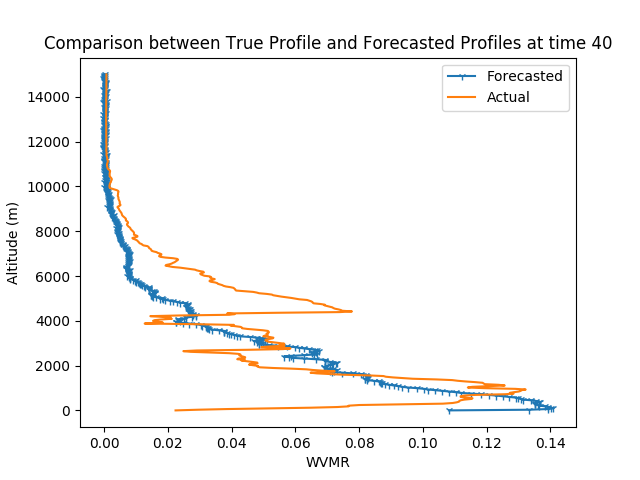 Comparison between True Profile and Forecasted Profiles at time 40
Forecasted
Actual
14000
12000
10000
8000
6000
4000
2000
0
Altitude (m)
0.00 0.02 0.04 0.06 0.08 0.10 0.12 0.14
WVMR